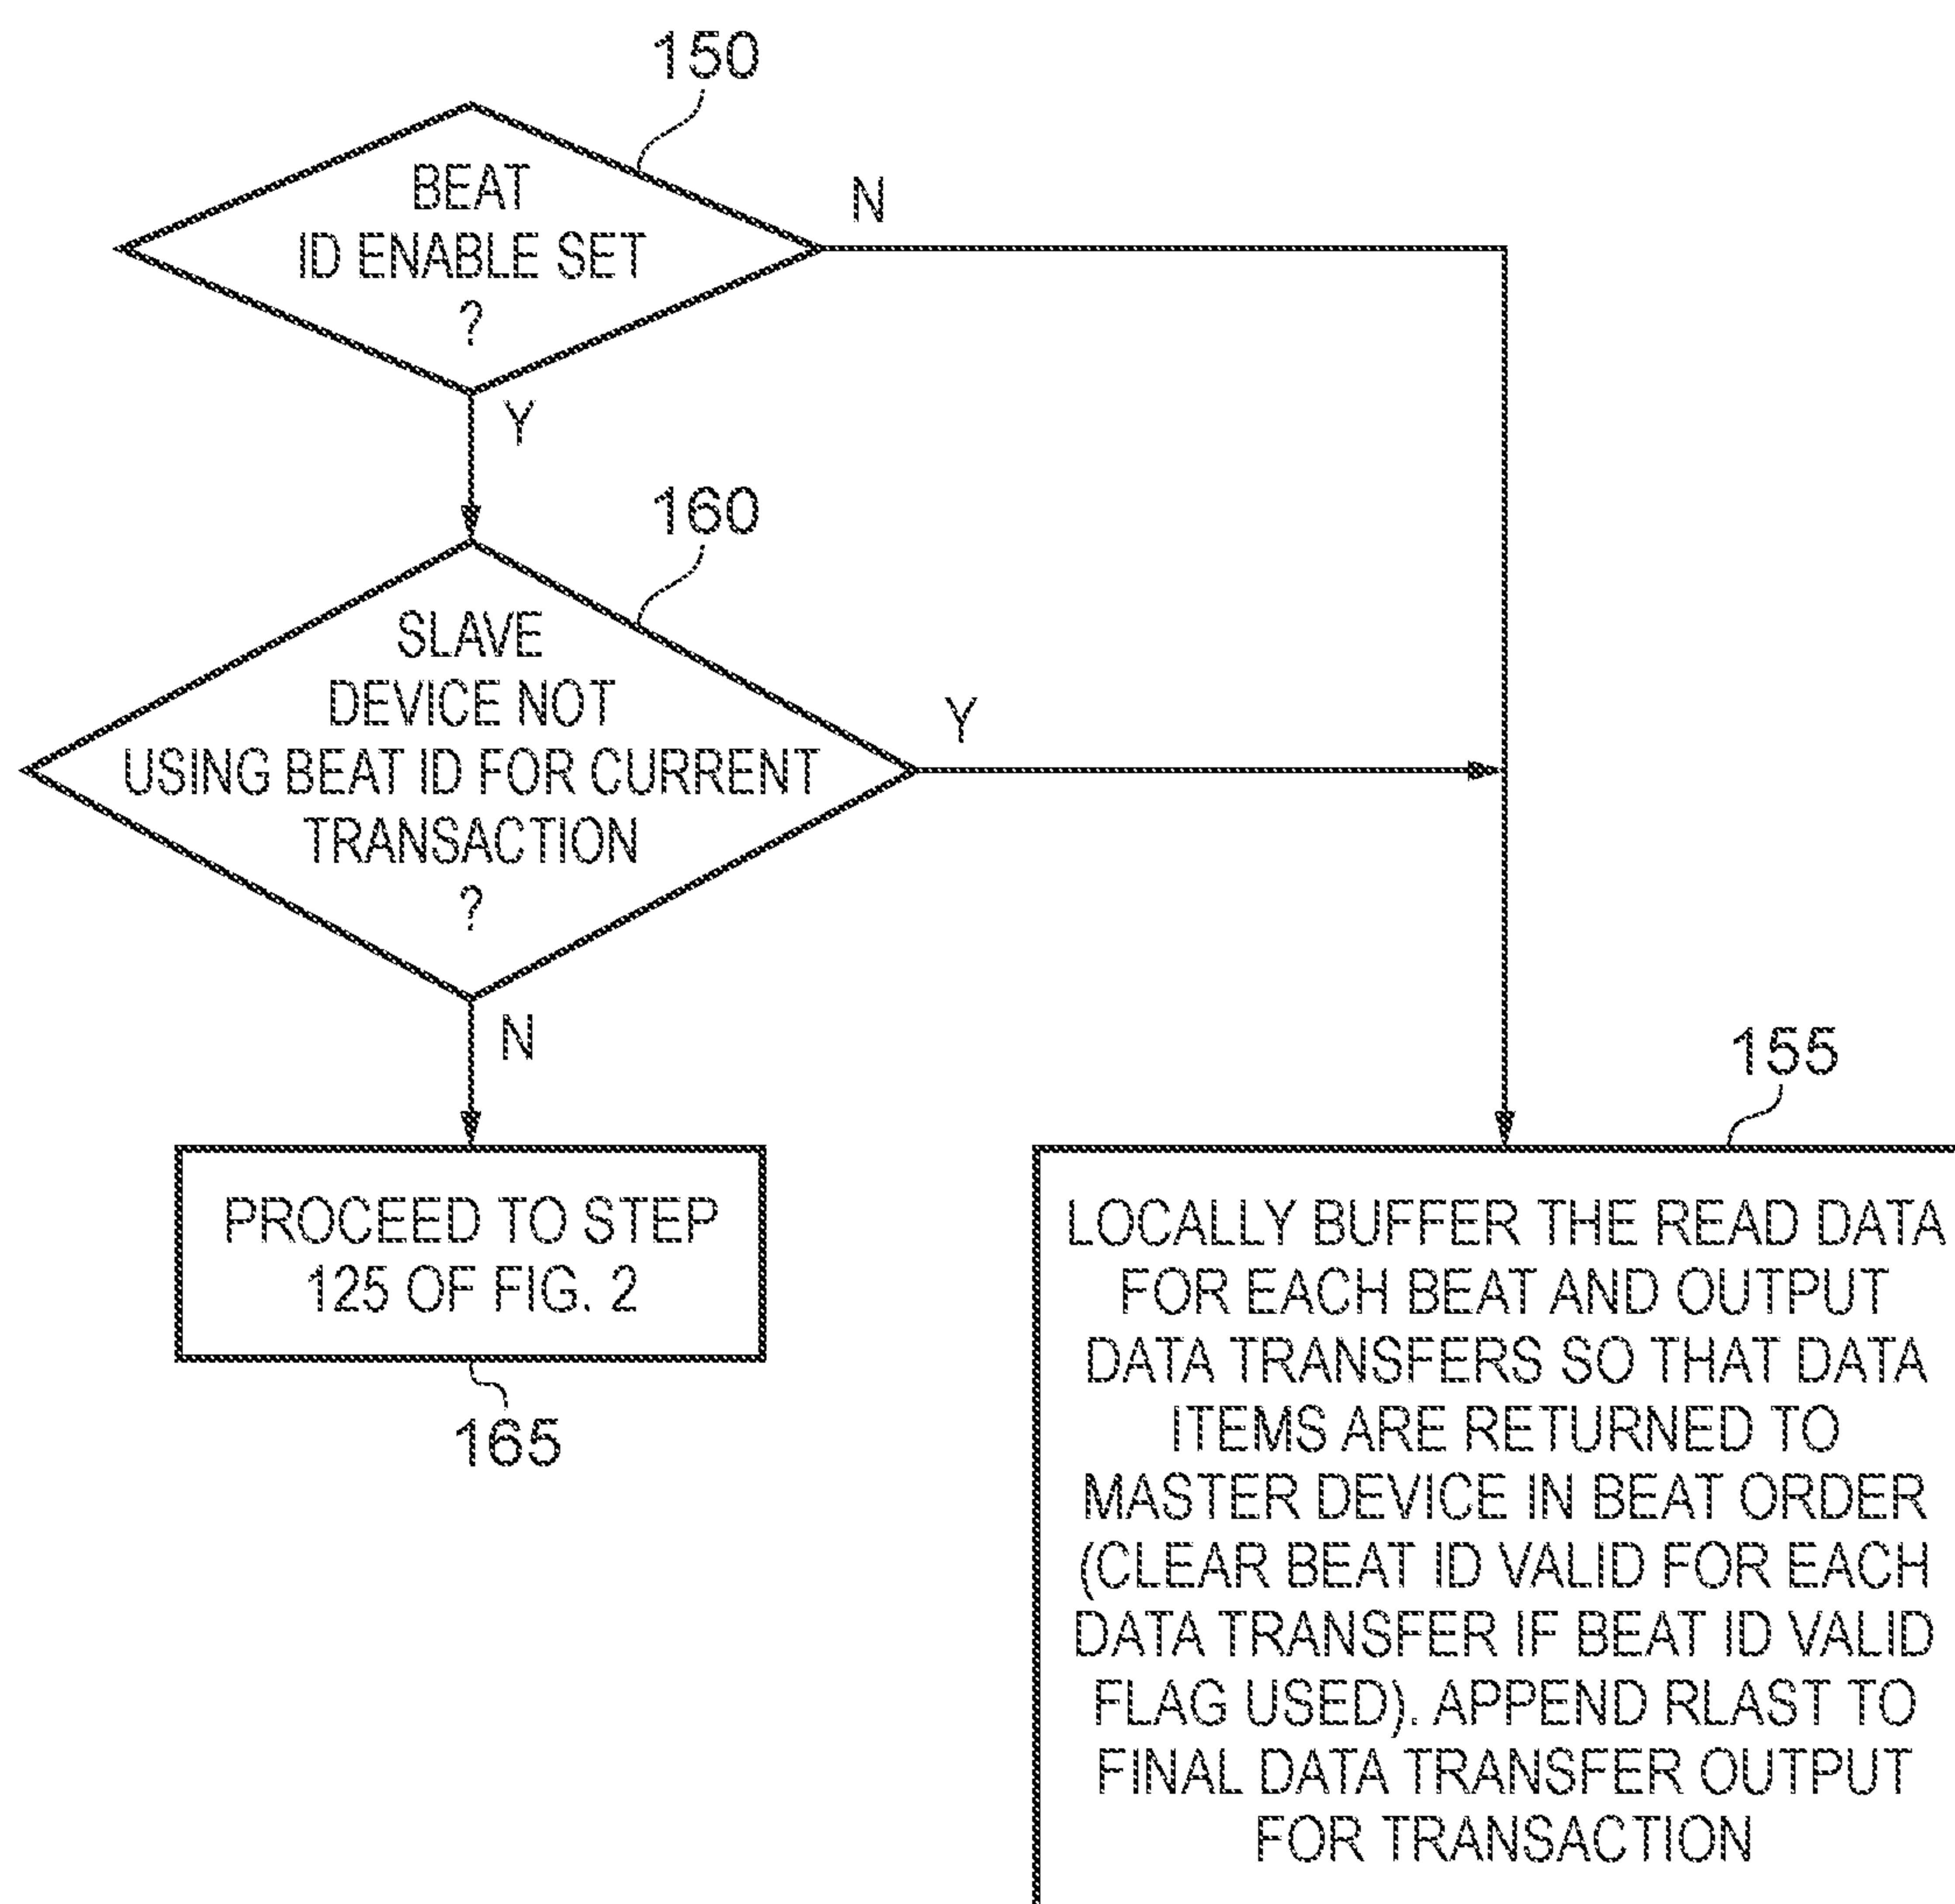 150
BEAT
ID ENABLE SET
?
N
Y
160
SLAVE
DEVICE NOT
USING BEAT ID FOR CURRENT
TRANSACTION
?
Y
N
PROCEED TO STEP
125 OF FIG. 2
165
155
LOCALLY BUFFER THE READ DATA
FOR EACH BEAT AND OUTPUT
DATA TRANSFERS SO THAT DATA
ITEMS ARE RETURNED TO
MASTER DEVICE IN BEAT ORDER
(CLEAR BEAT ID VALID FOR EACH
DATA TRANSFER IF BEAT ID VALID
FLAG USED). APPEND RLAST TO
FINAL DATA TRANSFER OUTPUT
FOR TRANSACTION